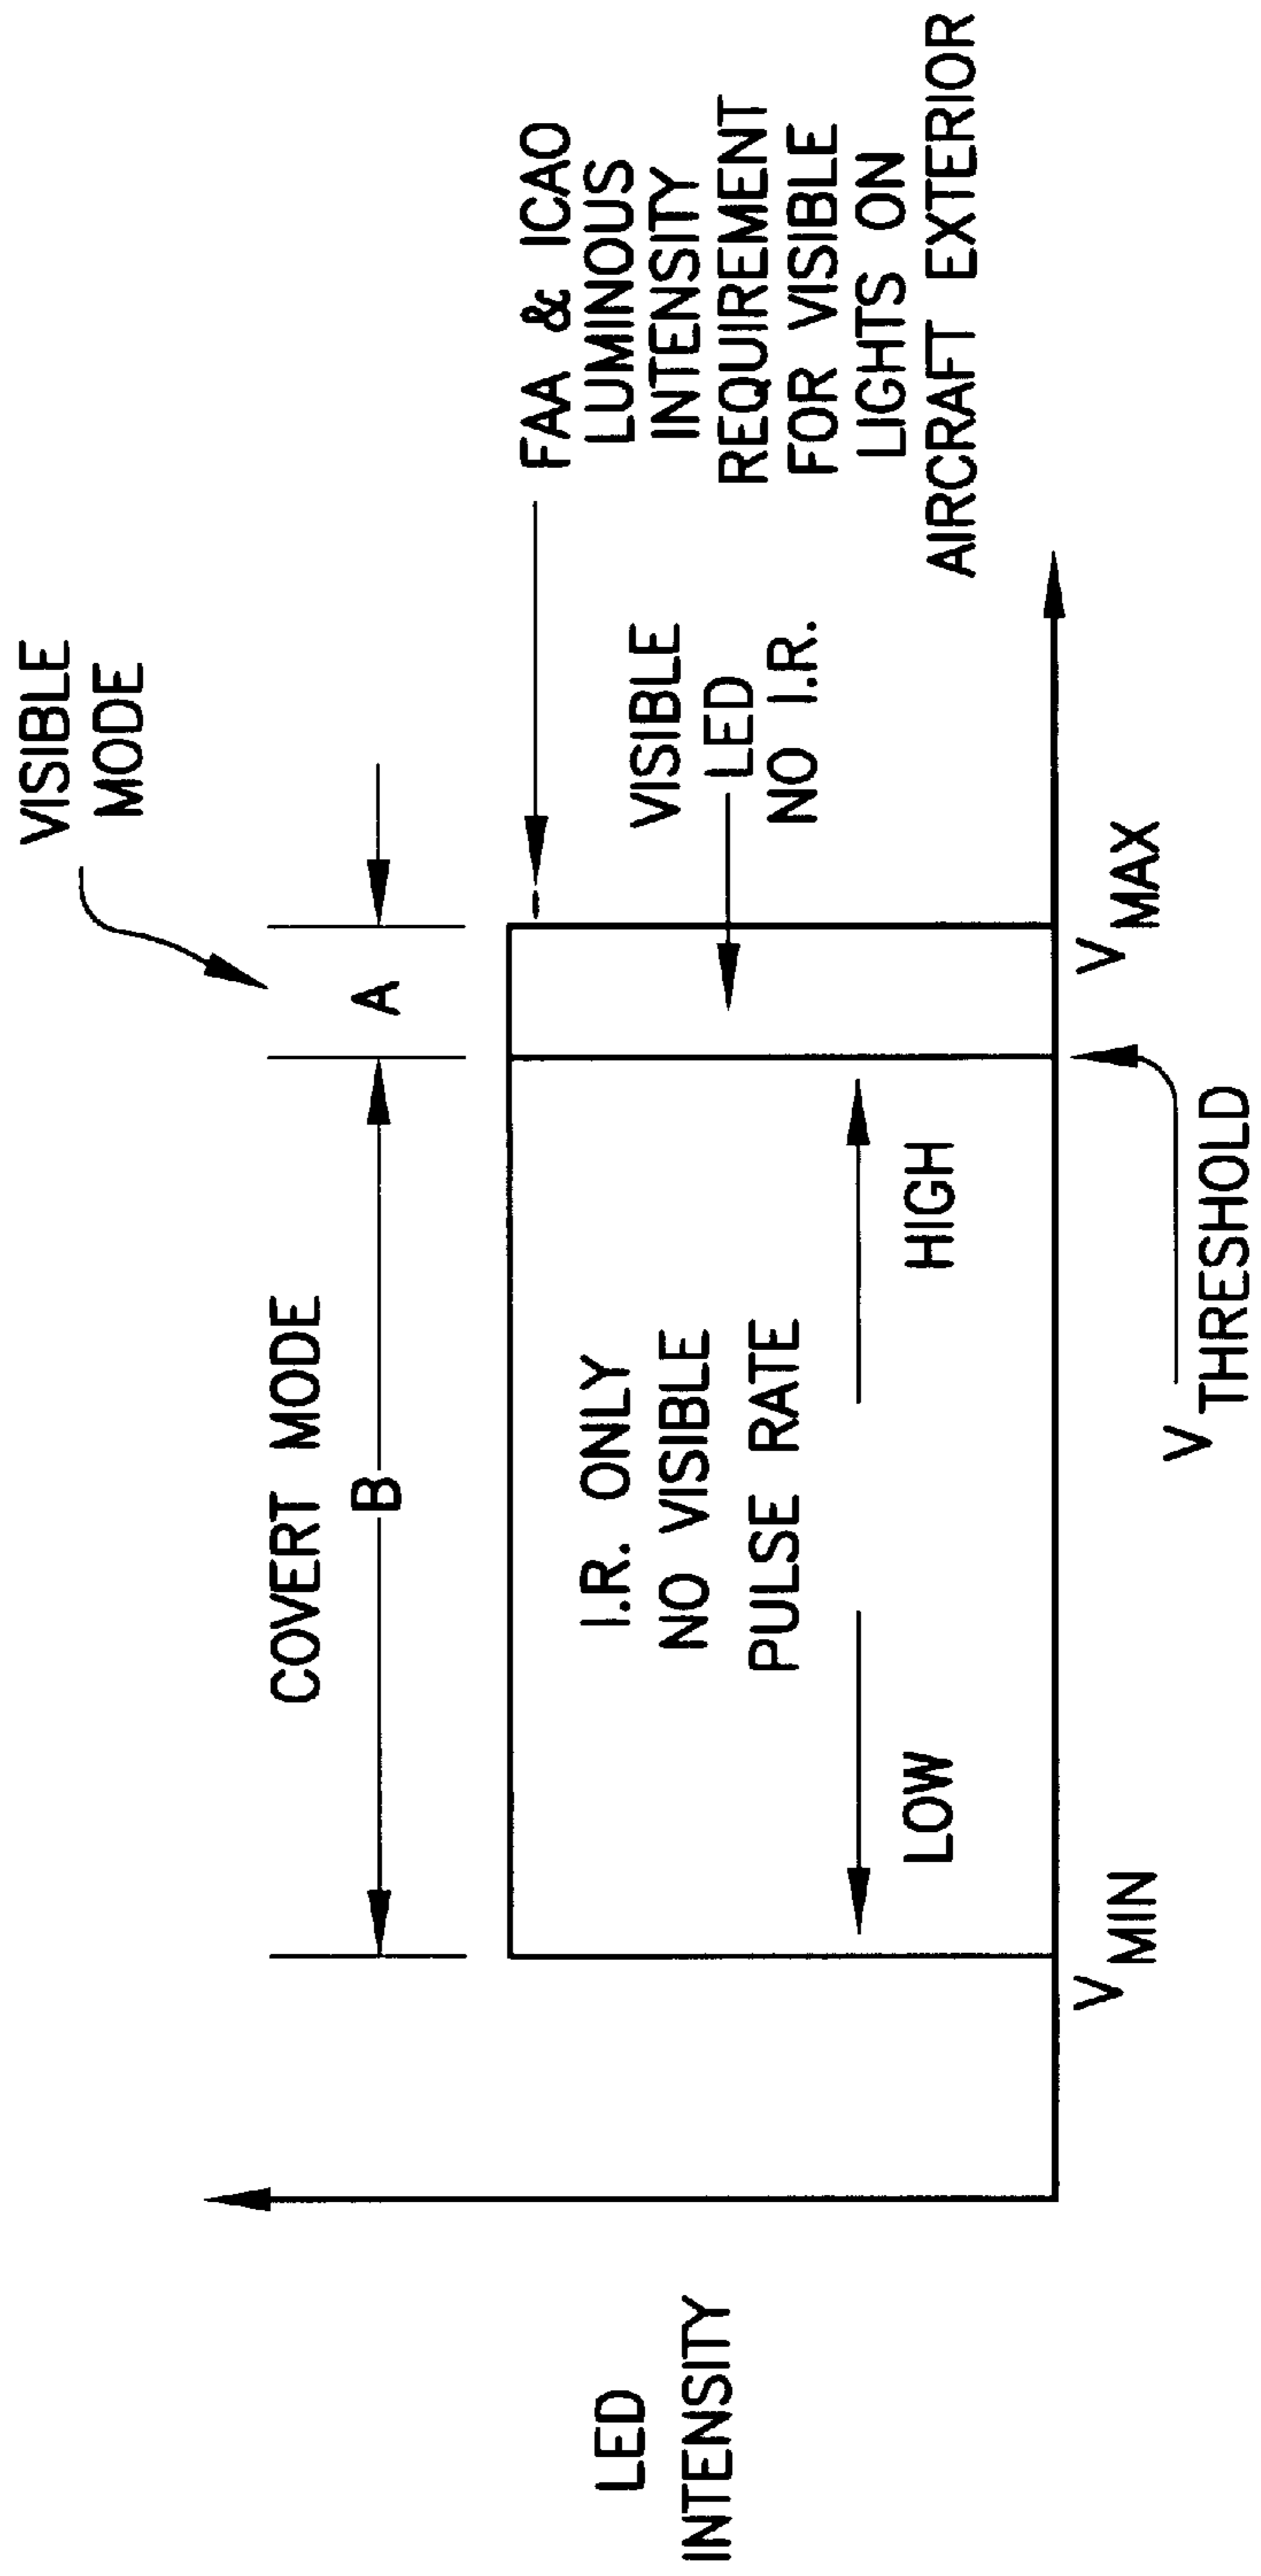 VISIBLE
MODE
COVERT MODE
A
B
FAA & ICAO
LUMINOUS
INTENSITY
REQUIREMENT
FOR VISIBLE
LIGHTS ON
AIRCRAFT EXTERIOR
VISIBLE
LED
NO I.R.
I.R. ONLY
NO VISIBLE
PULSE RATE
LOW
HIGH
LED
INTENSITY
V MIN
V MAX
V THRESHOLD